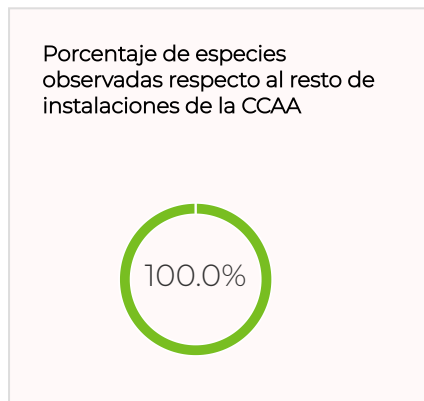 Porcentaje de especies
observadas respecto al resto de
instalaciones de la CCAA
100.0%